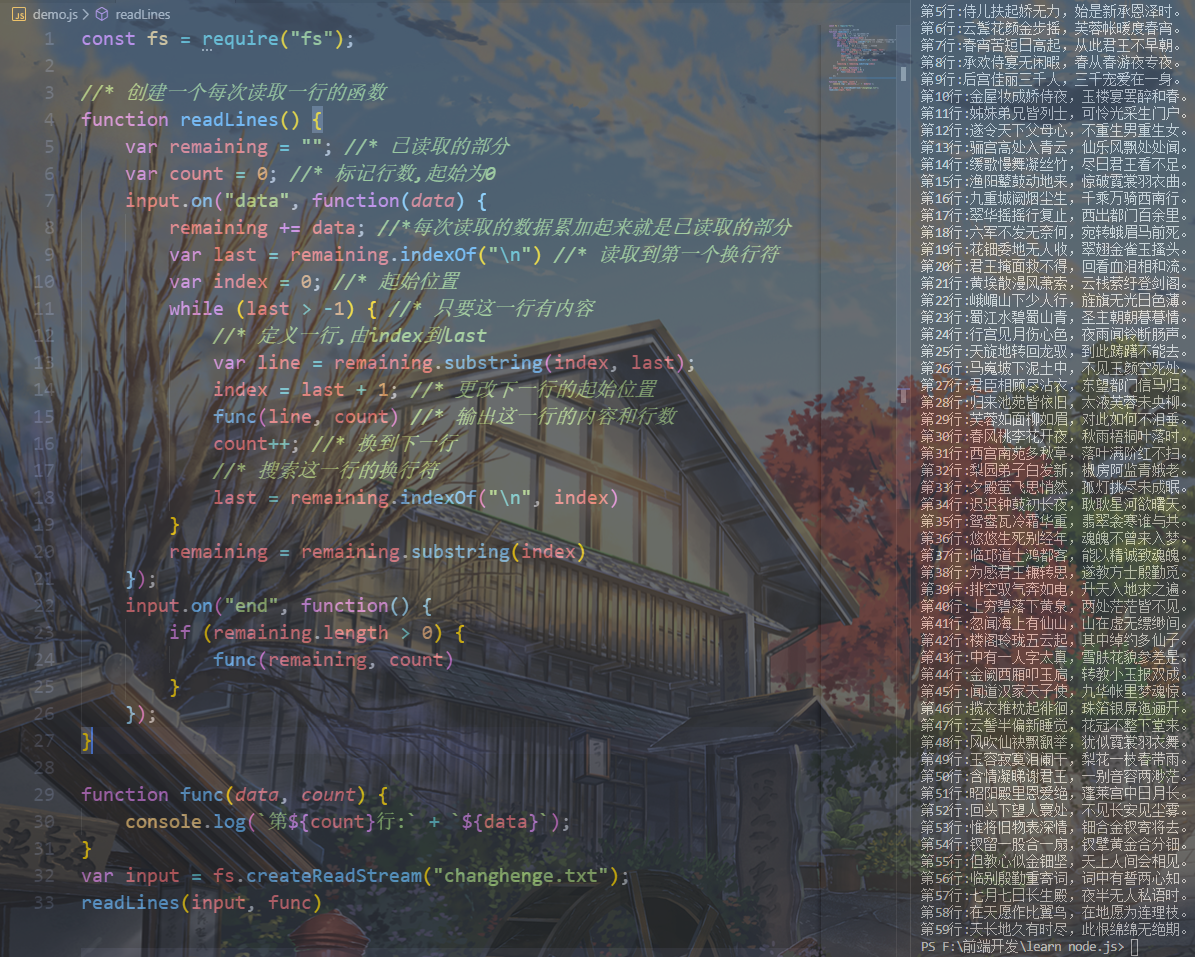 demo.js > readLines
1 const fs = require("fs");
2
3 //* 创建一个每次读取一行的函数
4 function readLines() {
5 var remaining = ""; //* 已读取的部分
6 var count = 0; //* 标记行数,起始为0
7 input.on("data", function(data) {
8 remaining += data; //*每次读取的数据累加起来就是已读取的部分
9 var last = remaining.indexOf("\n") //* 读取到第一个换行符
10 var index = 0; //* 起始位置
11 while (last > -1) { //* 只要这一行有内容
12 //* 定义一行,由index到last
13 var line = remaining.substring(index, last);
14 index = last + 1; //* 更改下一行的起始位置
15 func(line, count) //* 输出这一行的内容和行数
16 count++; //* 换到下一行
17 //* 搜索这一行的换行符
18 last = remaining.indexOf("\n", index)
19 }
20 remaining = remaining.substring(index)
21 });
22 input.on("end", function() {
23 if (remaining.length > 0) {
24 func(remaining, count)
25 }
26 });
27 }
28
29 function func(data, count) {
30 console.log(`第${count}行:` + `${data}`);
31 }
32 var input = fs.createReadStream("changhenge.txt");
33 readLines(input, func)
第5行:侍儿扶起娇无力，始是新承恩泽时。
第6行:云鬓花颜金步摇，芙蓉帐暖度春宵。
第7行:春宵苦短日高起，从此君王不早朝。
第8行:承欢侍宴无闲暇，春从春游夜专夜。
第9行:后宫佳丽三千人，三千宠爱在一身。
第10行:金屋妆成娇侍夜，玉楼宴罢醉和春。
第11行:姊妹弟兄皆列士，可怜光采生门户。
第12行:遂令天下父母心，不重生男重生女。
第13行:骊宫高处入青云，仙乐风飘处处闻。
第14行:缓歌慢舞凝丝竹，尽日君王看不足。
第15行:渔阳鼙鼓动地来，惊破霓裳羽衣曲。
第16行:九重城阙烟尘生，千乘万骑西南行。
第17行:翠华摇摇行复止，西出都门百余里。
第18行:六军不发无奈何，宛转蛾眉马前死。
第19行:花钿委地无人收，翠翘金雀玉搔头。
第20行:君王掩面救不得，回看血泪相和流。
第21行:黄埃散漫风萧索，云栈萦纡登剑阁。
第22行:峨嵋山下少人行，旌旗无光日色薄。
第23行:蜀江水碧蜀山青，圣主朝朝暮暮情。
第24行:行宫见月伤心色，夜雨闻铃断肠声。
第25行:天旋地转回龙驭，到此踌躇不能去。
第26行:马嵬坡下泥土中，不见玉颜空死处。
第27行:君臣相顾尽沾衣，东望都门信马归。
第28行:归来池苑皆依旧，太液芙蓉未央柳。
第29行:芙蓉如面柳如眉，对此如何不泪垂。
第30行:春风桃李花开夜，秋雨梧桐叶落时。
第31行:西宫南苑多秋草，落叶满阶红不扫。
第32行:梨园弟子白发新，椒房阿监青娥老。
第33行:夕殿萤飞思悄然，孤灯挑尽未成眠。
第34行:迟迟钟鼓初长夜，耿耿星河欲曙天。
第35行:鸳鸯瓦冷霜华重，翡翠衾寒谁与共。
第36行:悠悠生死别经年，魂魄不曾来入梦。
第37行:临邛道士鸿都客，能以精诚致魂魄。
第38行:为感君王辗转思，遂教方士殷勤觅。
第39行:排空驭气奔如电，升天入地求之遍。
第40行:上穷碧落下黄泉，两处茫茫皆不见。
第41行:忽闻海上有仙山，山在虚无缥缈间。
第42行:楼阁玲珑五云起，其中绰约多仙子。
第43行:中有一人字太真，雪肤花貌参差是。
第44行:金阙西厢叩玉扃，转教小玉报双成。
第45行:闻道汉家天子使，九华帐里梦魂惊。
第46行:揽衣推枕起徘徊，珠箔银屏迤逦开。
第47行:云髻半偏新睡觉，花冠不整下堂来。
第48行:风吹仙袂飘飖举，犹似霓裳羽衣舞。
第49行:玉容寂寞泪阑干，梨花一枝春带雨。
第50行:含情凝睇谢君王，一别音容两渺茫。
第51行:昭阳殿里恩爱绝，蓬莱宫中日月长。
第52行:回头下望人寰处，不见长安见尘雾。
第53行:惟将旧物表深情，钿合金钗寄将去。
第54行:钗留一股合一扇，钗擘黄金合分钿。
第55行:但教心似金钿坚，天上人间会相见。
第56行:临别殷勤重寄词，词中有誓两心知。
第57行:七月七日长生殿，夜半无人私语时。
第58行:在天愿作比翼鸟，在地愿为连理枝。
第59行:天长地久有时尽，此恨绵绵无绝期。
PS F:\前端开发\learn node.js>